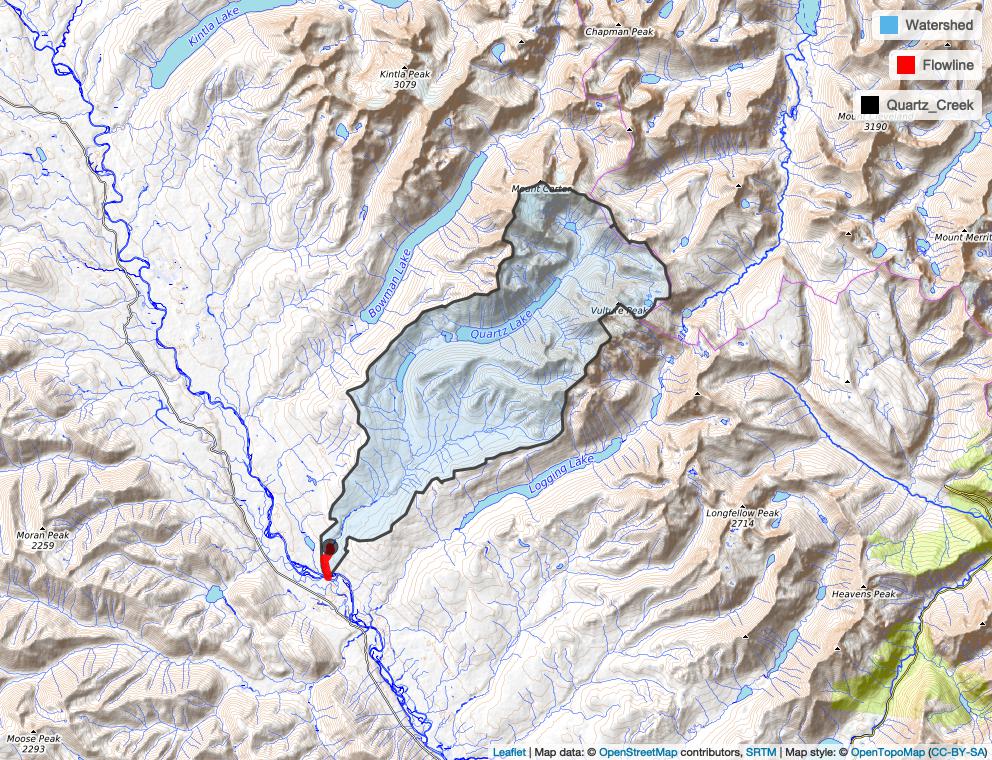 Kintla Lake
Chapman Peak
Watershed
Kintla Peak
3079
Flowline
Quartz_Creek
3190
Mount Carter
Mount Merrit
Bowman Lake
Vulture Peak
Quartz Lake
Logging Lake
Longfellow Peak
2714
Moran Peak
2259
Heavens Peak
Moose Peak
2293
Leaflet | Map data: © OpenStreetMap contributors, SRTM | Map style: © OpenTopoMap (CC-BY-SA)